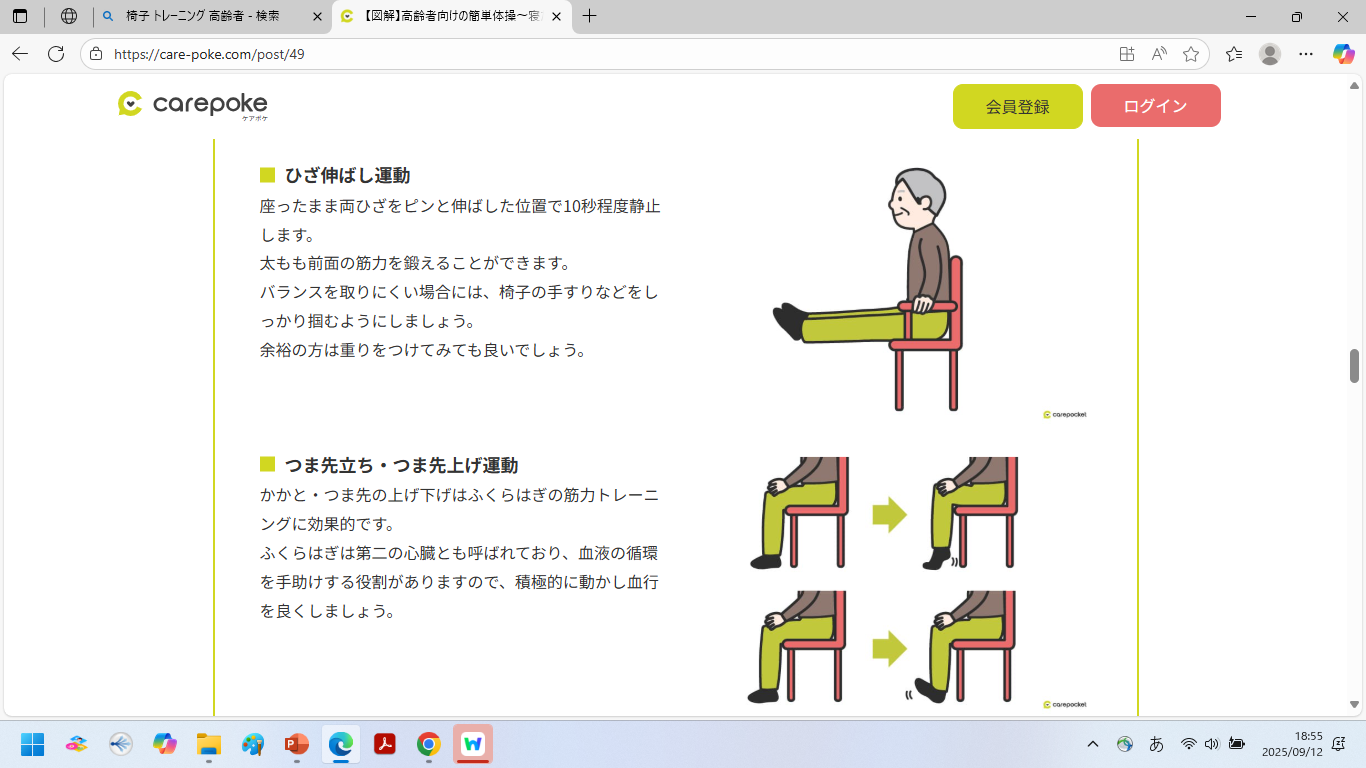 椅子 トレーニング 高齢者 - 検索
【図解】高齢者向けの簡単体操～寝
https://care-poke.com/post/49
carepoke
ケアポケ
会員登録
ログイン
ひざ伸ばし運動
座ったまま両ひざをピンと伸ばした位置で10秒程度静止
します。
太もも前面の筋力を鍛えることができます。
バランスを取りにくい場合には、椅子の手すりなどをし
っかり掴むようにしましょう。
余裕の方は重りをつけてみても良いでしょう。
carepocket
つま先立ち・つま先上げ運動
かかと・つま先の上げ下げはふくらはぎの筋力トレーニ
ングに効果的です。
ふくらはぎは第二の心臓とも呼ばれており、血液の循環
を手助けする役割がありますので、積極的に動かし血行
を良くしましょう。
carepocket
あ
18:55
2025/09/12